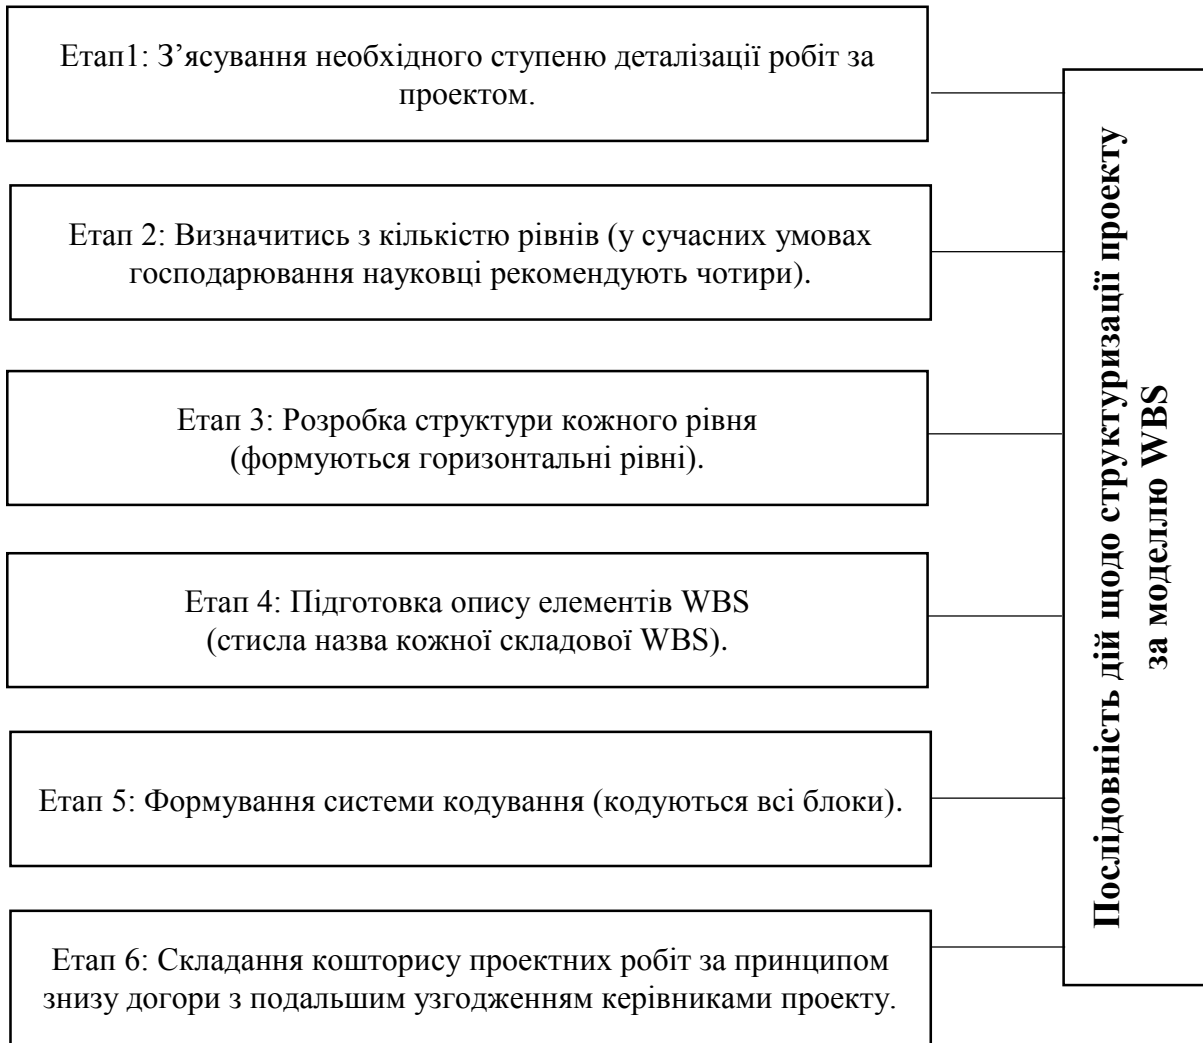 Етап1: З’ясування необхідного ступеню деталізації робіт за
проектом.
Етап 2: Визначитись з кількістю рівнів (у сучасних умовах
господарювання науковці рекомендують чотири).
Етап 3: Розробка структури кожного рівня
(формуються горизонтальні рівні).
Етап 4: Підготовка опису елементів WBS
(стисла назва кожної складової WBS).
Етап 5: Формування системи кодування (кодуються всі блоки).
Етап 6: Складання кошторису проектних робіт за принципом
знизу догори з подальшим узгодженням керівниками проекту.
Послідовність дій щодо структуризації проекту
за моделлю WBS